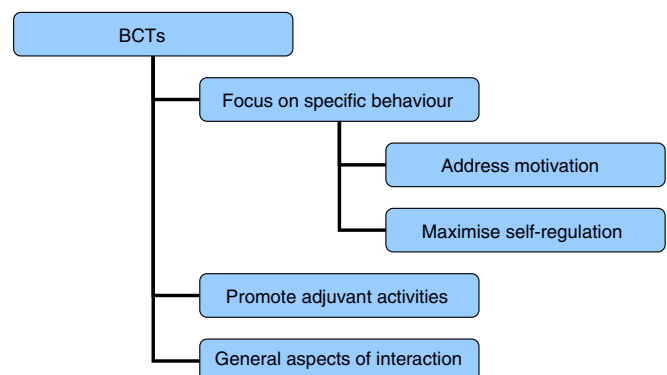 BCTs
Focus on specific behaviour
Address motivation
Maximise self-regulation
Promote adjuvant activities
General aspects of interaction